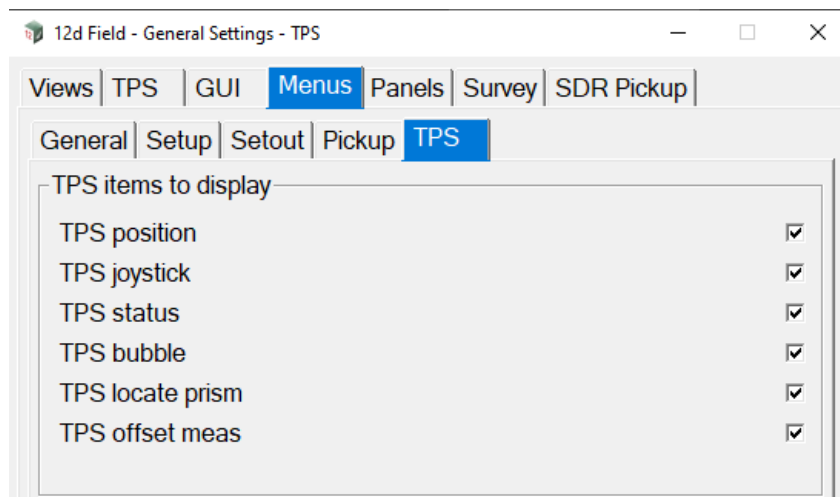 12d Field - General Settings - TPS
Views TPS GUI Menus Panels Survey SDR Pickup
General Setup Setout Pickup TPS
TPS items to display
TPS position
TPS joystick
TPS status
TPS bubble
TPS locate prism
TPS offset meas